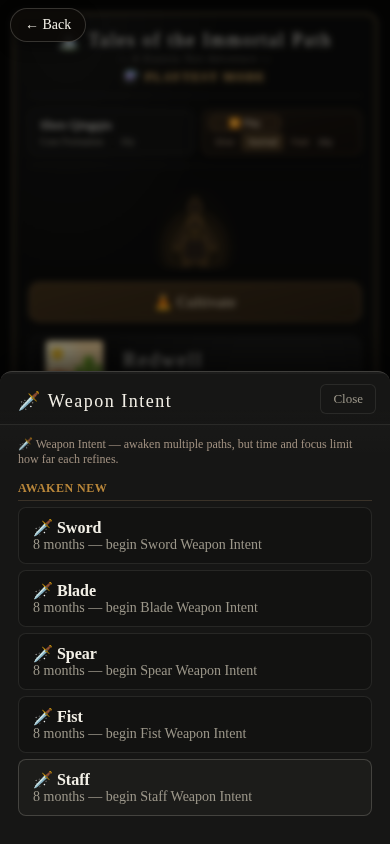 ← Back
Tales of the Immortal Path
PLAYTEST MODE
Cultivate
Redwell
🗡️ Weapon Intent
Close
🗡️ Weapon Intent — awaken multiple paths, but time and focus limit
how far each refines.
AWAKEN NEW
🗡️ Sword
8 months — begin Sword Weapon Intent
🗡️ Blade
8 months — begin Blade Weapon Intent
🗡️ Spear
8 months — begin Spear Weapon Intent
🗡️ Fist
8 months — begin Fist Weapon Intent
🗡️ Staff
8 months — begin Staff Weapon Intent